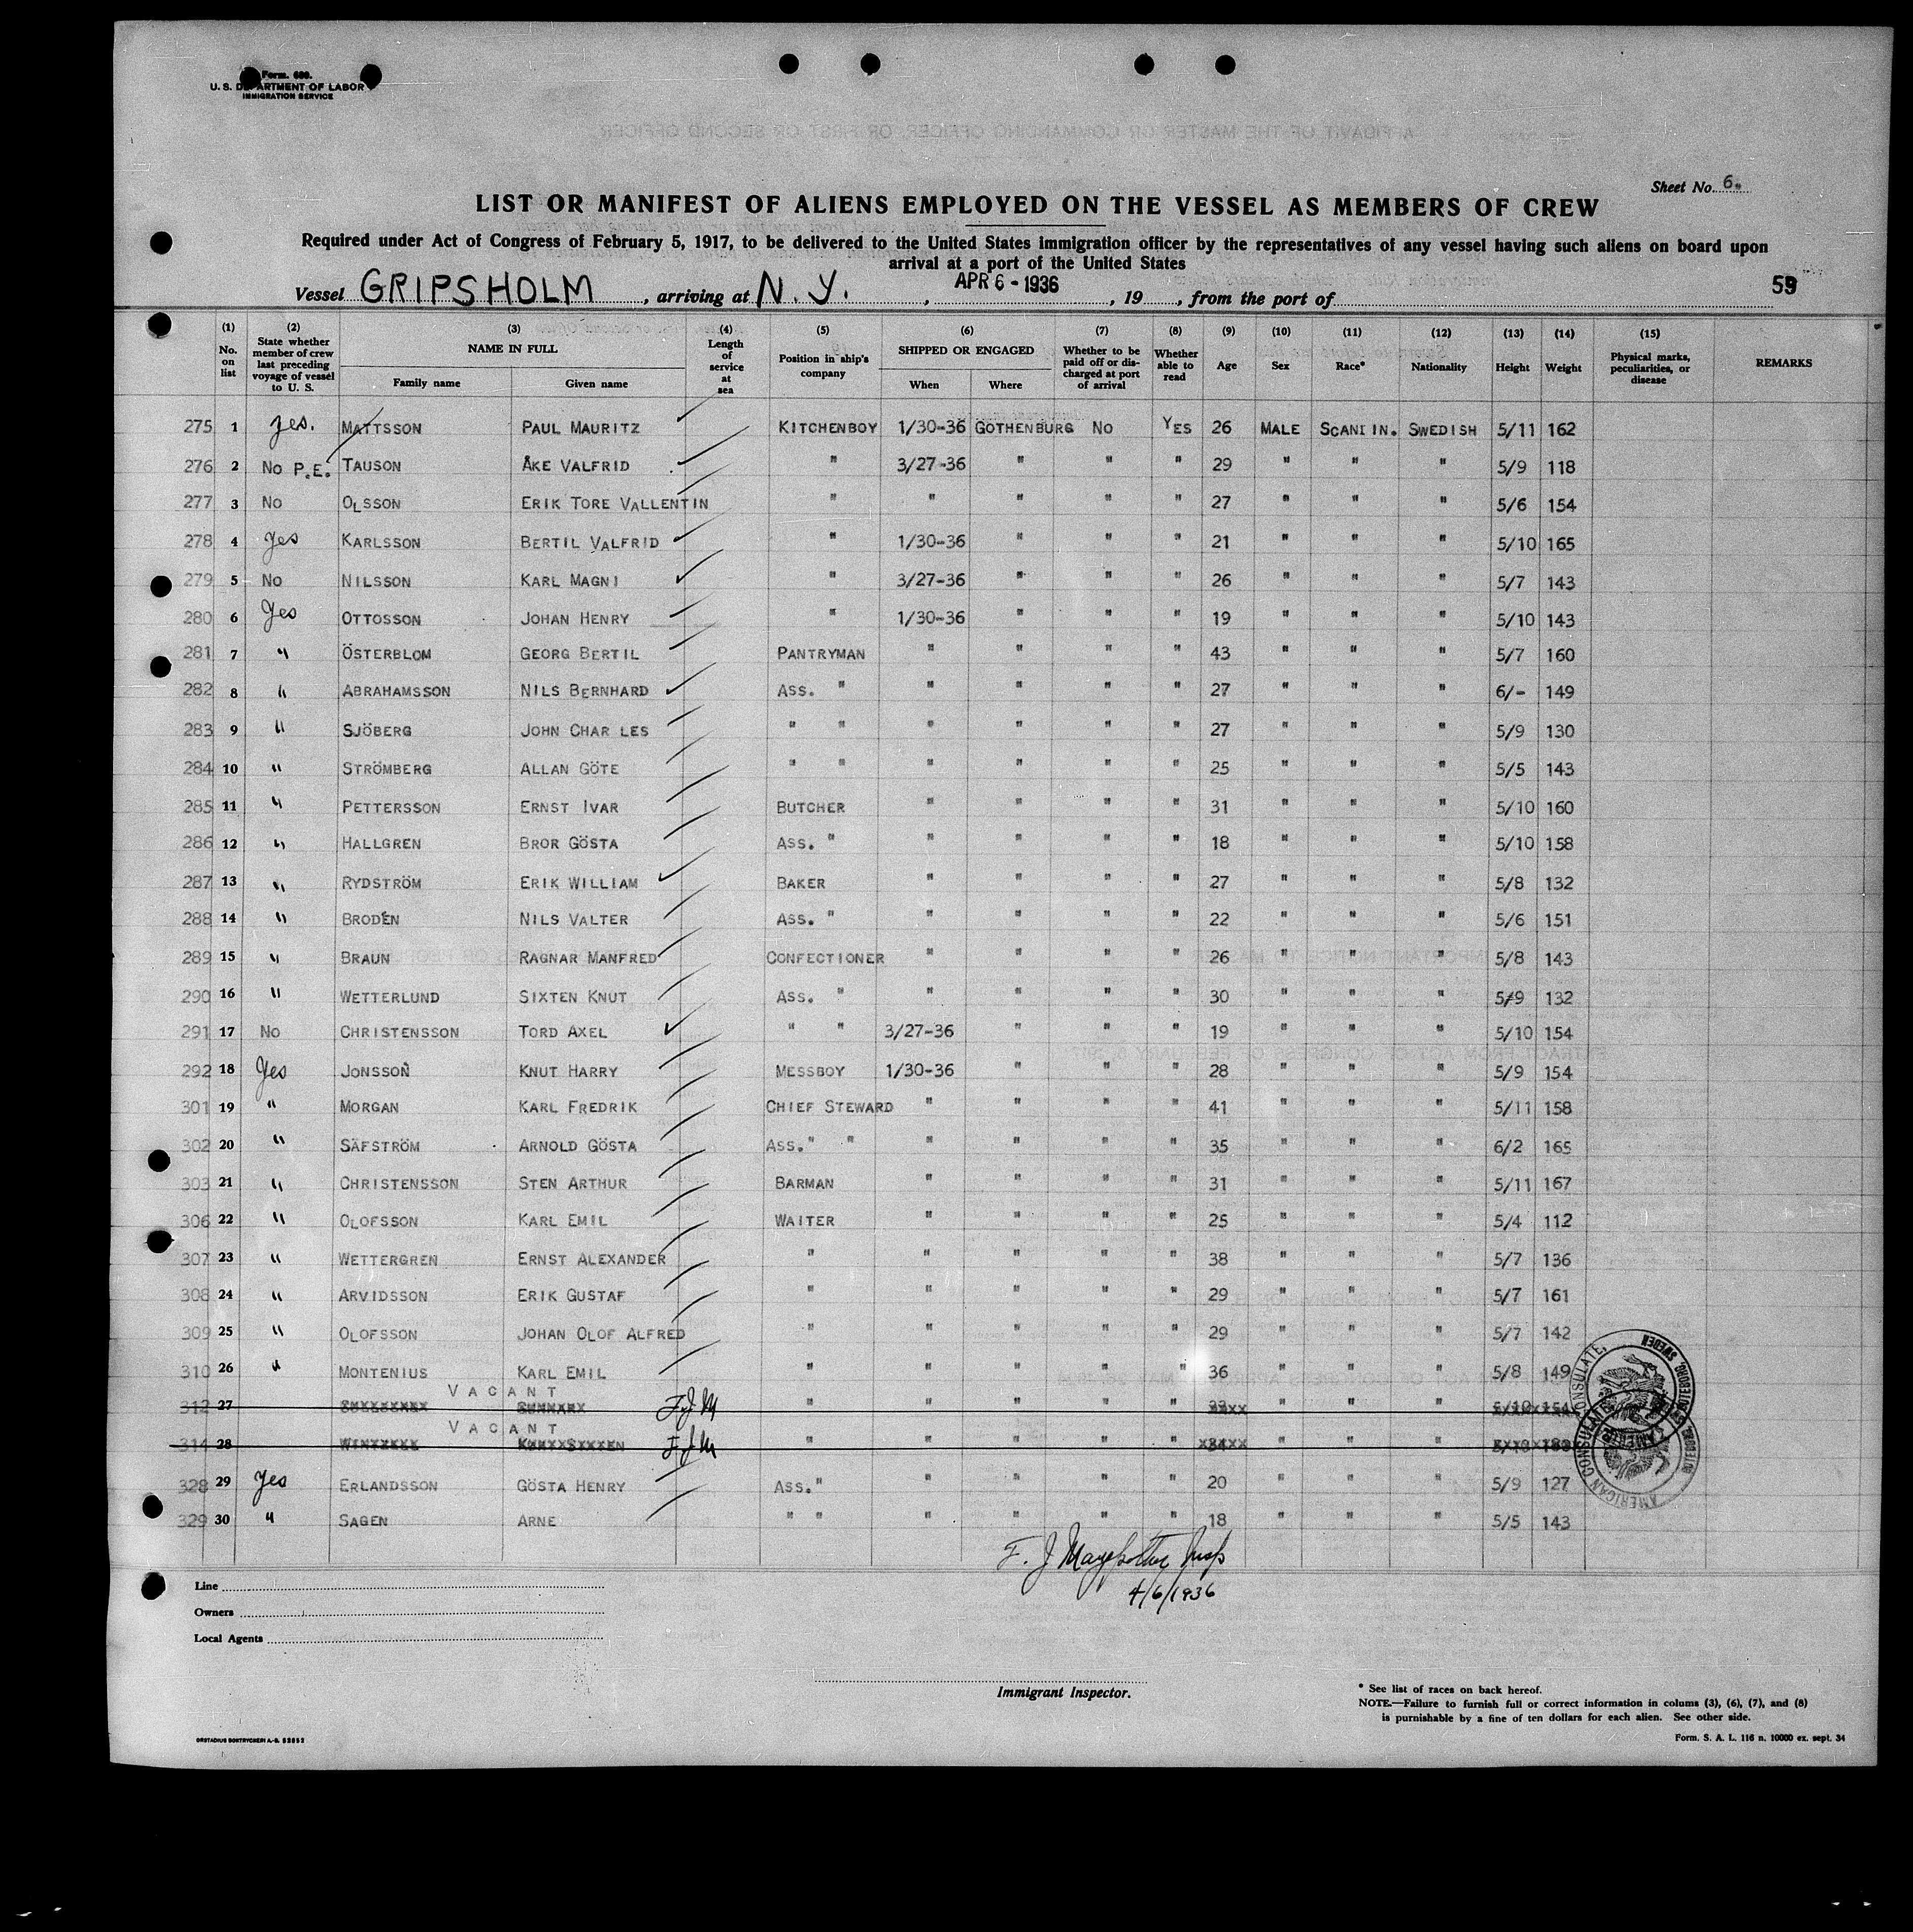 Form. 680.
U. S. DEPARTMENT OF LABOR
IMMIGRATION SERVICE
Sheet No. 6.
LIST OR MANIFEST OF ALIENS EMPLOYED ON THE VESSEL AS MEMBERS OF CREW
Required under Act of Congress of February 5, 1917, to be delivered to the United States immigration officer by the representatives of any vessel having such aliens on board upon
arrival at a port of the United States
Vessel GRIPSHOLM, arriving at N. Y., APR 6 - 1936, 19, from the port of 59
(1) No. on list (2) State whether member of crew last preceding voyage of vessel to U. S. (3) NAME IN FULL Family name Given name (4) Length of service at sea (5) Position in ship's company (6) SHIPPED OR ENGAGED When Where (7) Whether to be paid off or discharged at port of arrival (8) Whether able to read (9) Age (10) Sex (11) Race* (12) Nationality (13) Height (14) Weight (15) Physical marks, peculiarities, or disease REMARKS
275 1 yes. MATTSSON PAUL MAURITZ KITCHENBOY 1/30-36 GOTHENBURG NO YES 26 MALE SCANDIN. SWEDISH 5/11 162
276 2 NO P.E. TAUSON ÅKE VALFRID " 3/27-36 " " " 29 " " " 5/9 118
277 3 NO OLSSON ERIK TORE VALLENTIN " " " " " 27 " " " 5/6 154
278 4 yes KARLSSON BERTIL VALFRID " 1/30-36 " " " 21 " " " 5/10 165
279 5 NO NILSSON KARL MAGNI " 3/27-36 " " " 26 " " " 5/7 143
280 6 Yes OTTOSSON JOHAN HENRY " 1/30-36 " " " 19 " " " 5/10 143
281 7 " ÖSTERBLOM GEORG BERTIL PANTRYMAN " " " " 43 " " " 5/7 160
282 8 " ABRAHAMSSON NILS BERNHARD ASS. " " " " " 27 " " " 6/- 149
283 9 " SJÖBERG JOHN CHARLES " " " " " " 27 " " " 5/9 130
284 10 " STRÖMBERG ALLAN GÖTE " " " " " " 25 " " " 5/5 143
285 11 " PETTERSSON ERNST IVAR BUTCHER " " " " 31 " " " 5/10 160
286 12 " HALLGREN BROR GÖSTA ASS. " " " " " 18 " " " 5/10 158
287 13 " RYDSTRÖM ERIK WILLIAM BAKER " " " " 27 " " " 5/8 132
288 14 " BRODÉN NILS VALTER ASS. " " " " " 22 " " " 5/6 151
289 15 " BRAUN RAGNAR MANFRED CONFECTIONER " " " " 26 " " " 5/8 143
290 16 " WETTERLUND SIXTEN KNUT ASS. " " " " " 30 " " " 5/9 132
291 17 NO CHRISTENSSON TORD AXEL " " 3/27-36 " " " 19 " " " 5/10 154
292 18 Yes JONSSON KNUT HARRY MESSBOY 1/30-36 " " " 28 " " " 5/9 154
301 19 " MORGAN KARL FREDRIK CHIEF STEWARD " " " " 41 " " " 5/11 158
302 20 " SÄFSTRÖM ARNOLD GÖSTA ASS. " " " " " " 35 " " " 6/2 165
303 21 " CHRISTENSSON STEN ARTHUR BARMAN " " " " 31 " " " 5/11 167
306 22 " OLOFSSON KARL EMIL WAITER " " " " 25 " " " 5/4 112
307 23 " WETTERGREN ERNST ALEXANDER " " " " " 38 " " " 5/7 136
308 24 " ARVIDSSON ERIK GUSTAF " " " " " 29 " " " 5/7 161
309 25 " OLOFSSON JOHAN OLOF ALFRED " " " " " 29 " " " 5/7 142
310 26 " MONTENIUS KARL EMIL " " " " " 36 " " " 5/8 149
312 27 VACANT F.J.M " " " " " " " "
314 28 VACANT F.J.M " " " " " " " "
328 29 Yes ERLANDSSON GÖSTA HENRY ASS. " " " " " 20 " " " 5/9 127
329 30 " SAGEN ARNE " " " " " " 18 " " " 5/5 143
AMERICAN CONSULATE, GOTEBORG, SWEDEN
4/6/1936
Line
Owners
Local Agents
Immigrant Inspector.
* See list of races on back hereof.
NOTE.—Failure to furnish full or correct information in colums (3), (6), (7), and (8)
is purnishable by a fine of ten dollars for each alien. See other side.
ORSTADIUS BOKTRYCKERI A.-B. 52852
Form. S. A. L. 116 n. 10000 ex. sept. 34